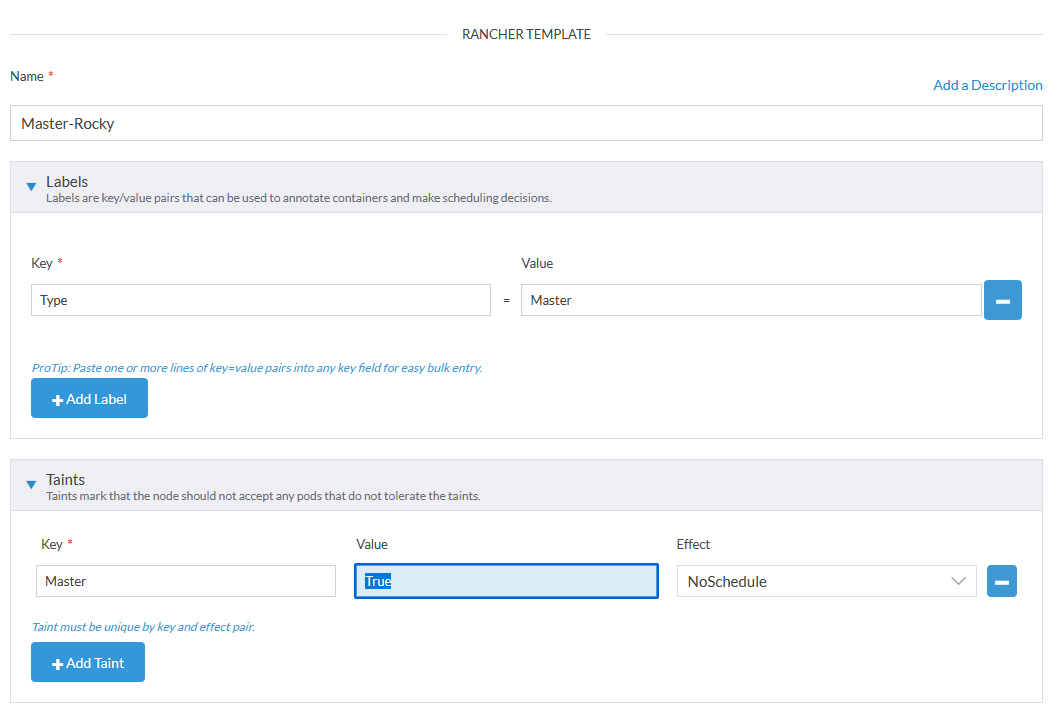 RANCHER TEMPLATE
Name *
Add a Description
Master-Rocky
Labels
Labels are key/value pairs that can be used to annotate containers and make scheduling decisions.
Key *
Value
Type
=
Master
ProTip: Paste one or more lines of key=value pairs into any key field for easy bulk entry.
Add Label
Taints
Taints mark that the node should not accept any pods that do not tolerate the taints.
Key *
Value
Effect
Master
True
NoSchedule
Taint must be unique by key and effect pair.
Add Taint